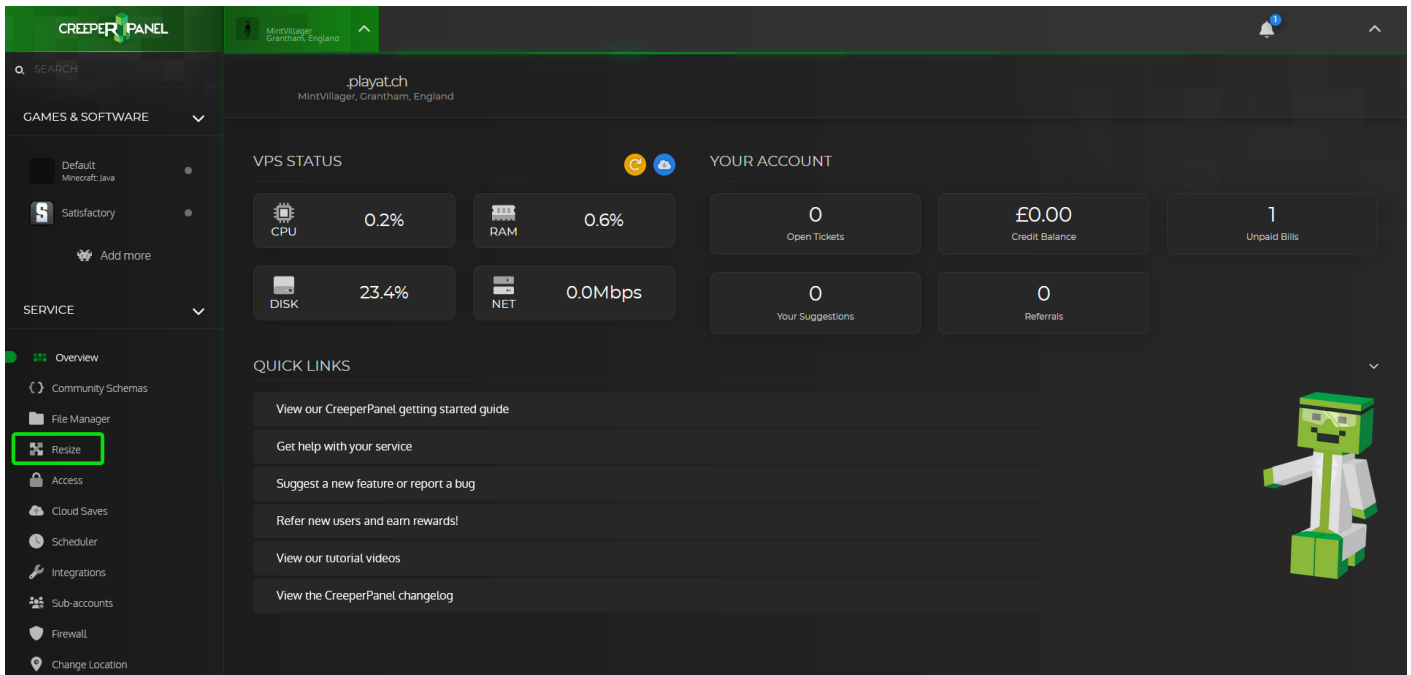 CREEPER PANEL
MintVillager
Grantham, England
1
SEARCH
.playat.ch
MintVillager, Grantham, England
GAMES & SOFTWARE
Default
Minecraft: Java
Satisfactory
Add more
SERVICE
Overview
Community Schemas
File Manager
Resize
Access
Cloud Saves
Scheduler
Integrations
Sub-accounts
Firewall
Change Location
VPS STATUS
CPU
0.2%
RAM
0.6%
DISK
23.4%
NET
0.0Mbps
YOUR ACCOUNT
0
Open Tickets
£0.00
Credit Balance
1
Unpaid Bills
0
Your Suggestions
0
Referrals
QUICK LINKS
View our CreeperPanel getting started guide
Get help with your service
Suggest a new feature or report a bug
Refer new users and earn rewards!
View our tutorial videos
View the CreeperPanel changelog